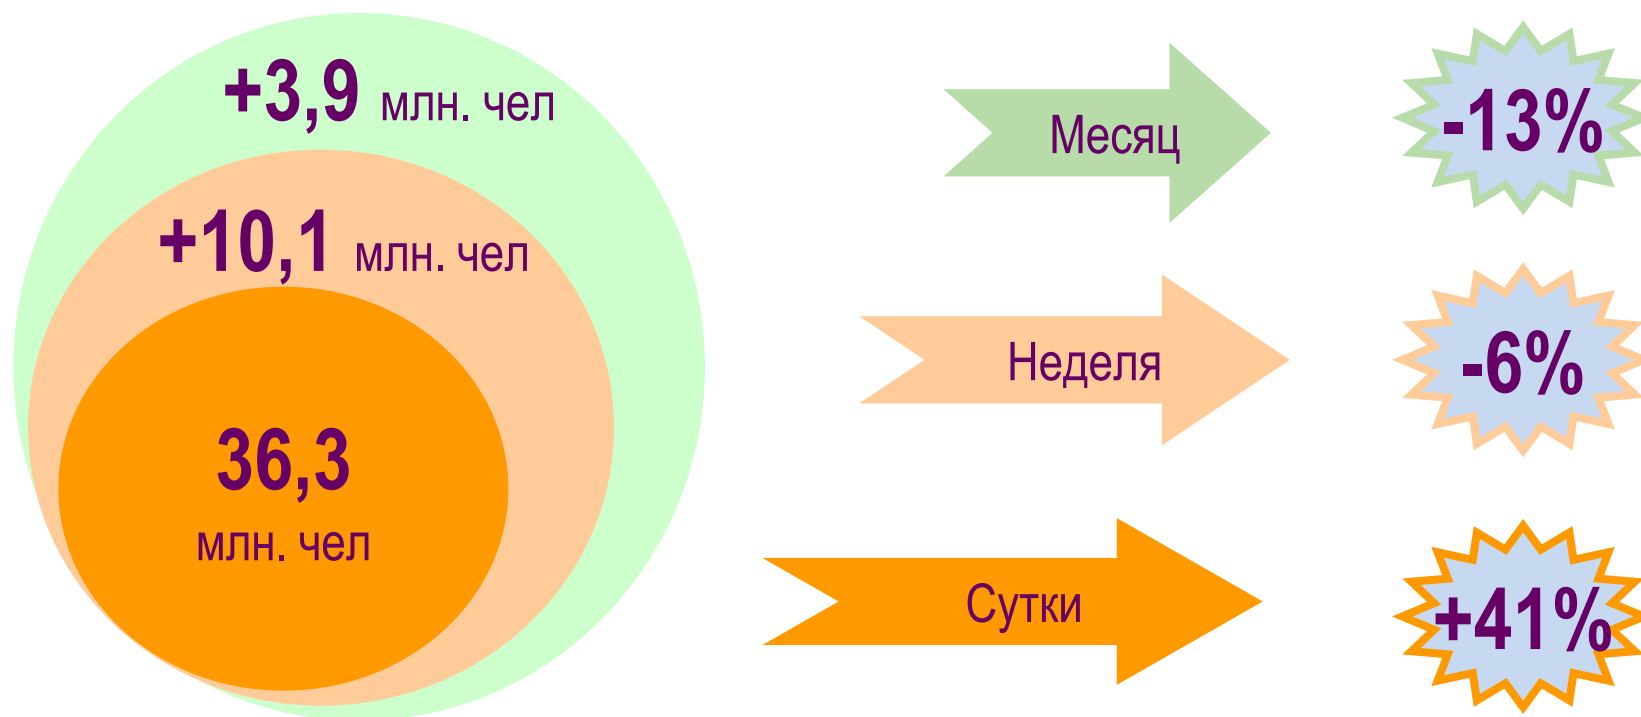 +3,9 млн. чел
Месяц
-13%
+10,1 млн. чел
Неделя
-6%
36,3
млн. чел
Сутки
+41%